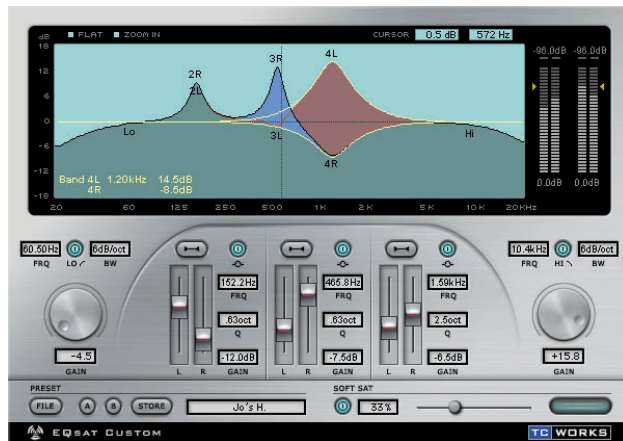 dB FLAT ZOOM IN CURSOR 0.5 dB 572 Hz
18
12
6
0
-6
-12
-18
2R
2L
3R
4L
Lo
3L
Hi
4R
Band 4L 1.20kHz 14.5dB
4R -8.5dB
20 60 125 250 500 1K 2K 5K 10K 20KHz
-96.0dB -96.0dB
0.0dB 0.0dB
60.50Hz 6dB/oct
FRQ LO BW
-4.5
GAIN
152.2Hz
FRQ
.63oct
Q
-12.0dB
L R GAIN
465.8Hz
FRQ
.63oct
Q
-7.5dB
L R GAIN
1.59kHz
FRQ
2.5oct
Q
-6.5dB
L R GAIN
10.4kHz 6dB/oct
FRQ HI BW
+15.8
GAIN
PRESET
FILE A B STORE Jo's H.
SOFT SAT
33%
EQSAT CUSTOM
TC WORKS